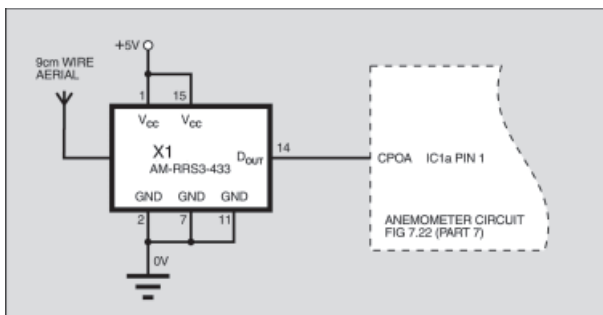 +5V
9cm WIRE
AERIAL
1 15
VCC VCC
X1
AM-RRS3-433
DOUT
14
GND GND GND
2 7 11
0V
CPOA IC1a PIN 1
ANEMOMETER CIRCUIT
FIG 7.22 (PART 7)